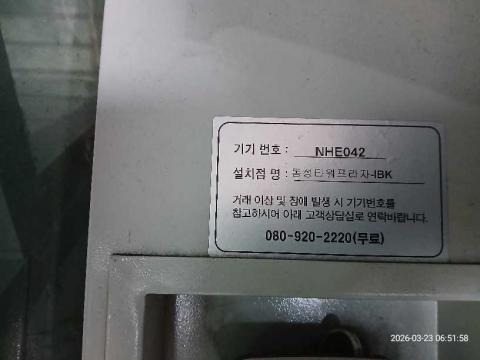 기기 번호 : NHE042
설치점 명 : 동성타워프라자-IBK
거래 이상 및 장애 발생 시 기기번호를
참고하시어 아래 고객상담실로 연락바랍니다.
080-920-2220(무료)
2026-03-23 06:51:58